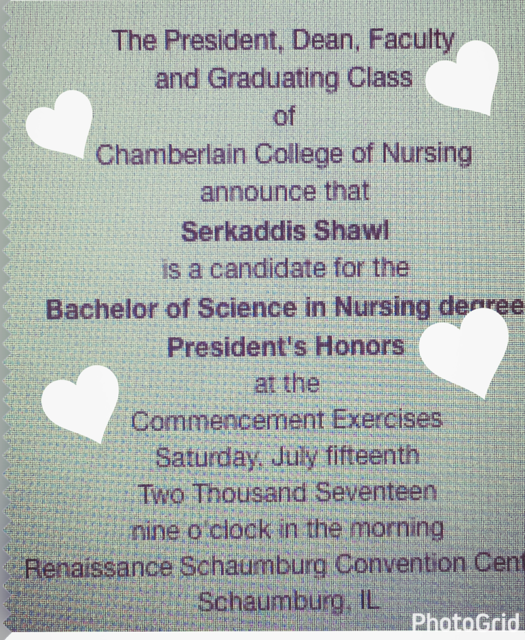 The President, Dean, Faculty
and Graduating Class
of
Chamberlain College of Nursing
announce that
Serkaddis Shawl
is a candidate for the
Bachelor of Science in Nursing degree
President's Honors
at the
Commencement Exercises
Saturday, July fifteenth
Two Thousand Seventeen
nine o'clock in the morning
Renaissance Schaumburg Convention Cent
Schaumburg, IL
PhotoGrid